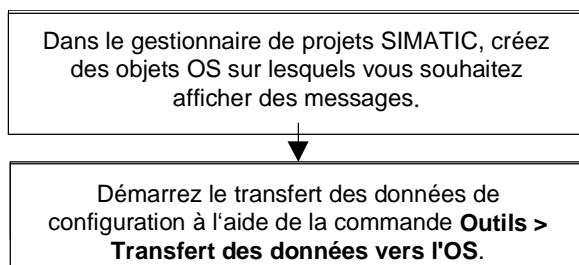 Dans le gestionnaire de projets SIMATIC, créez
des objets OS sur lesquels vous souhaitez
afficher des messages.
Démarrez le transfert des données de
configuration à l‘aide de la commande Outils >
Transfert des données vers l'OS.